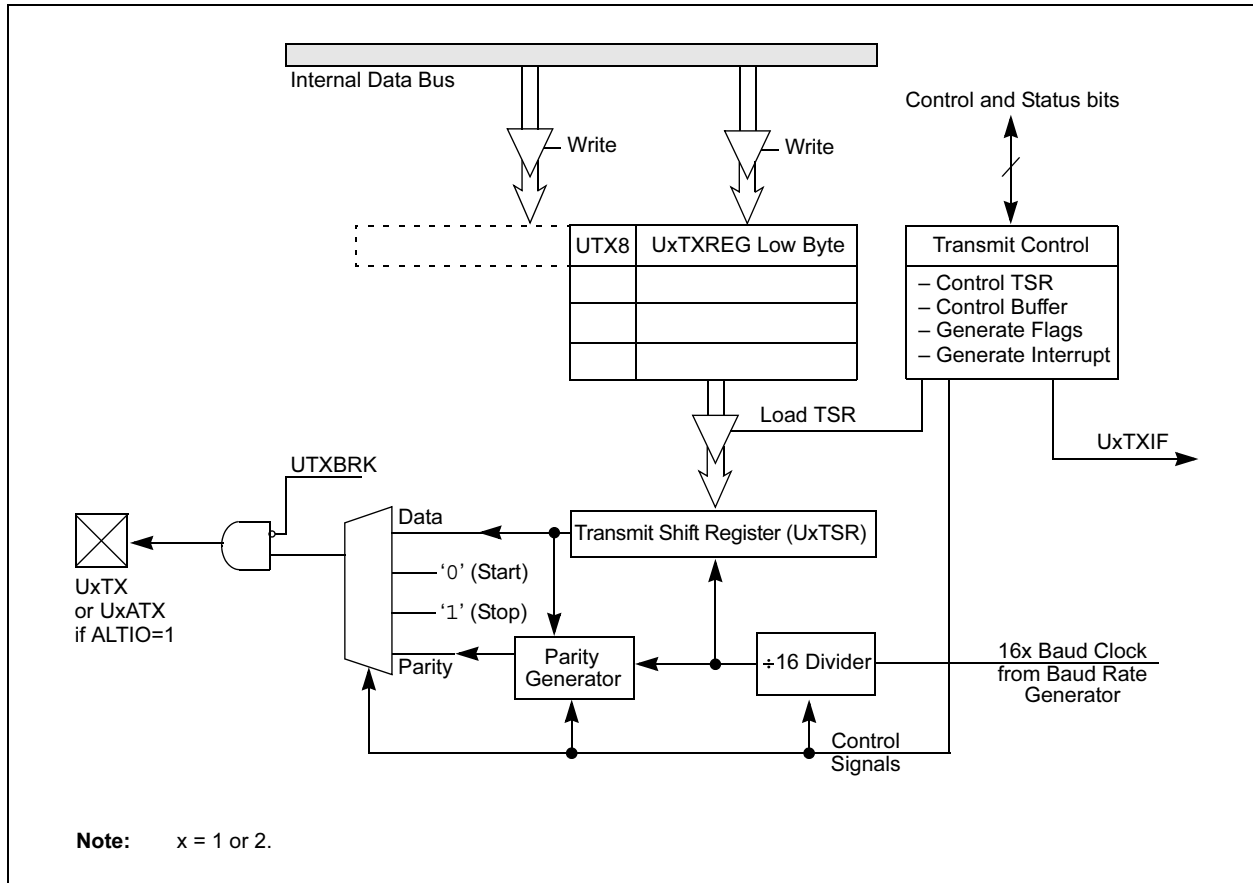 Internal Data Bus
Control and Status bits
Write
Write
UTX8
UxTXREG Low Byte
Transmit Control
– Control TSR
– Control Buffer
– Generate Flags
– Generate Interrupt
Load TSR
UxTXIF
UTXBRK
Data
Transmit Shift Register (UxTSR)
‘0’ (Start)
‘1’ (Stop)
UxTX
or UxATX
if ALTIO=1
Parity
Parity
Generator
÷16 Divider
16x Baud Clock
from Baud Rate
Generator
Control
Signals
Note: x = 1 or 2.